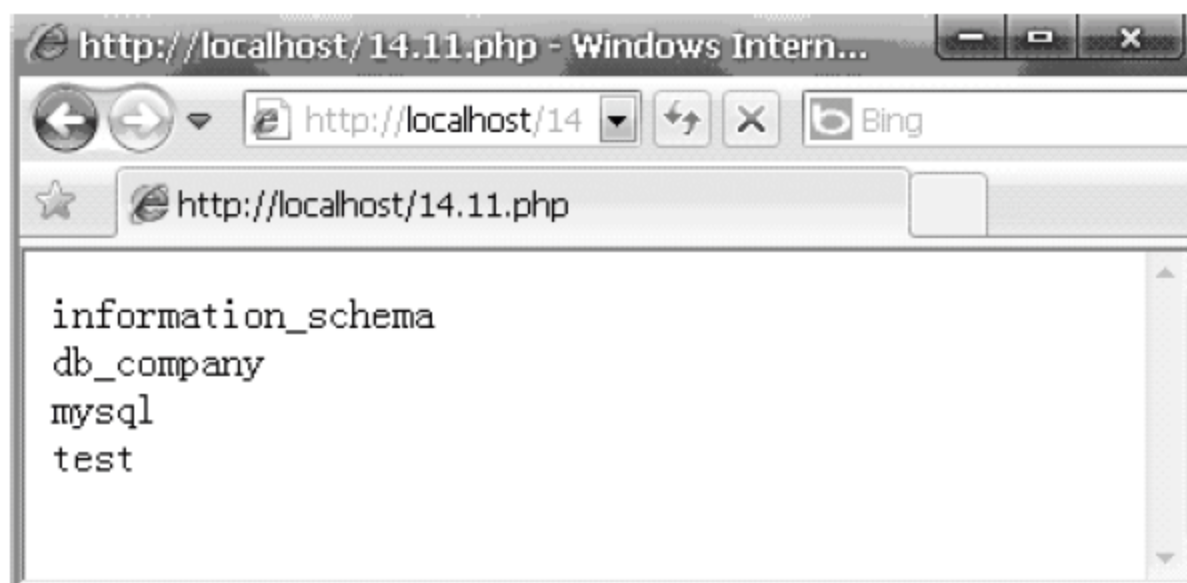 http://localhost/14.11.php - Windows Intern...
http://localhost/14
Bing
http://localhost/14.11.php
information_schema
db_company
mysql
test